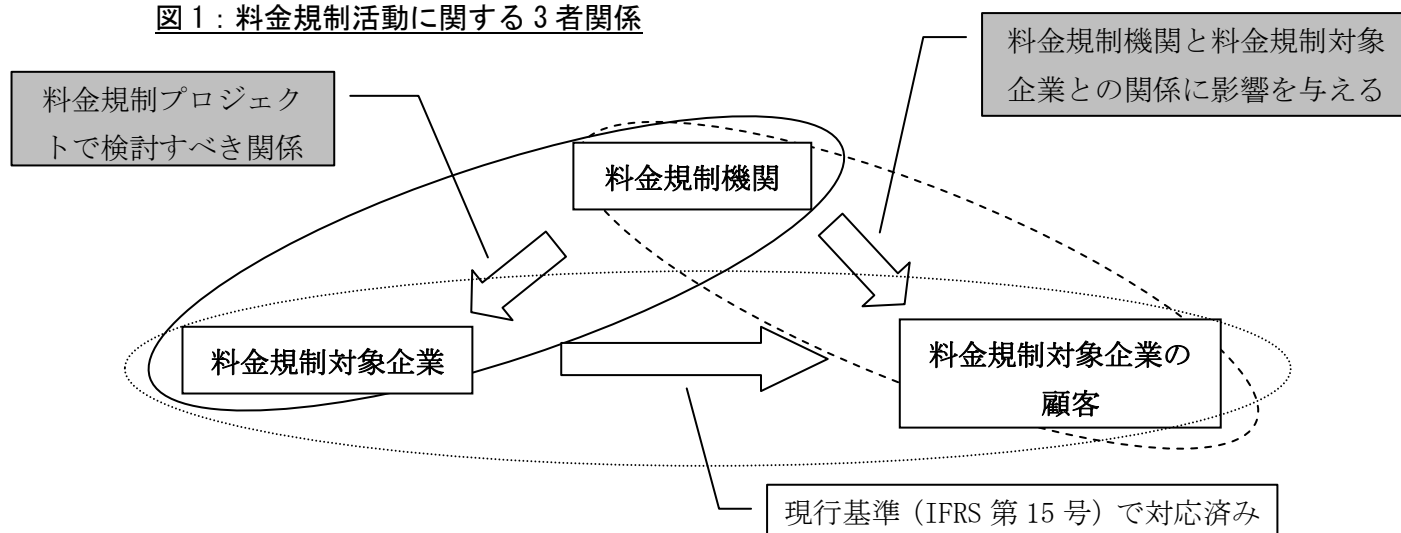 図1:料金規制活動に関する3者関係
料金規制プロジェク
トで検討すべき関係
料金規制機関と料金規制対象
企業との関係に影響を与える
料金規制機関
料金規制対象企業
料金規制対象企業の
顧客
現行基準(IFRS 第 15 号)で対応済み